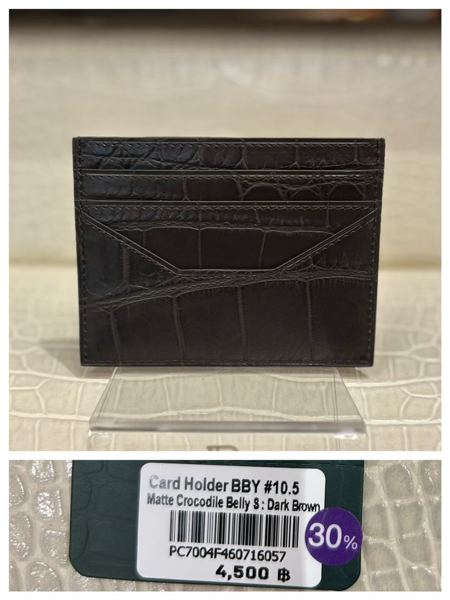 Card Holder BBY #10.5
Matte Crocodile Belly S : Dark Brown
30%
PC7004F460716057
4,500 ฿